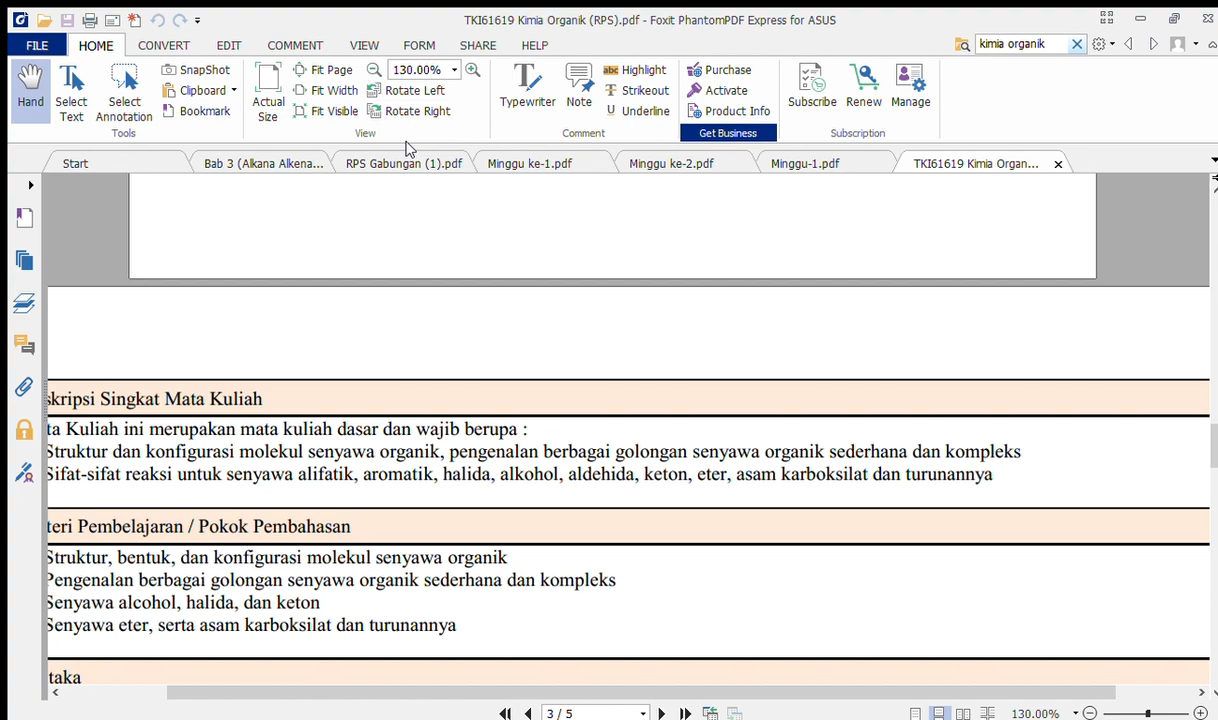 TKI61619 Kimia Organik (RPS).pdf - Foxit PhantomPDF Express for ASUS
FILE HOME CONVERT EDIT COMMENT VIEW FORM SHARE HELP kimia organik
Hand
Select Text
Select Annotation
SnapShot
Clipboard
Bookmark
Tools
Actual Size
Fit Page
Fit Width
Fit Visible
130.00%
Rotate Left
Rotate Right
View
Typewriter
Note
Highlight
Strikeout
Underline
Comment
Purchase
Activate
Product Info
Get Business
Subscribe
Renew
Manage
Subscription
Start Bab 3 (Alkana Alkena... RPS Gabungan (1).pdf Minggu ke-1.pdf Minggu ke-2.pdf Minggu-1.pdf TKI61619 Kimia Organ...
skripsi Singkat Mata Kuliah
ta Kuliah ini merupakan mata kuliah dasar dan wajib berupa :
Struktur dan konfigurasi molekul senyawa organik, pengenalan berbagai golongan senyawa organik sederhana dan kompleks
Sifat-sifat reaksi untuk senyawa alifatik, aromatik, halida, alkohol, aldehida, keton, eter, asam karboksilat dan turunannya
teri Pembelajaran / Pokok Pembahasan
Struktur, bentuk, dan konfigurasi molekul senyawa organik
Pengenalan berbagai golongan senyawa organik sederhana dan kompleks
Senyawa alcohol, halida, dan keton
Senyawa eter, serta asam karboksilat dan turunannya
taka
3 / 5 130.00%